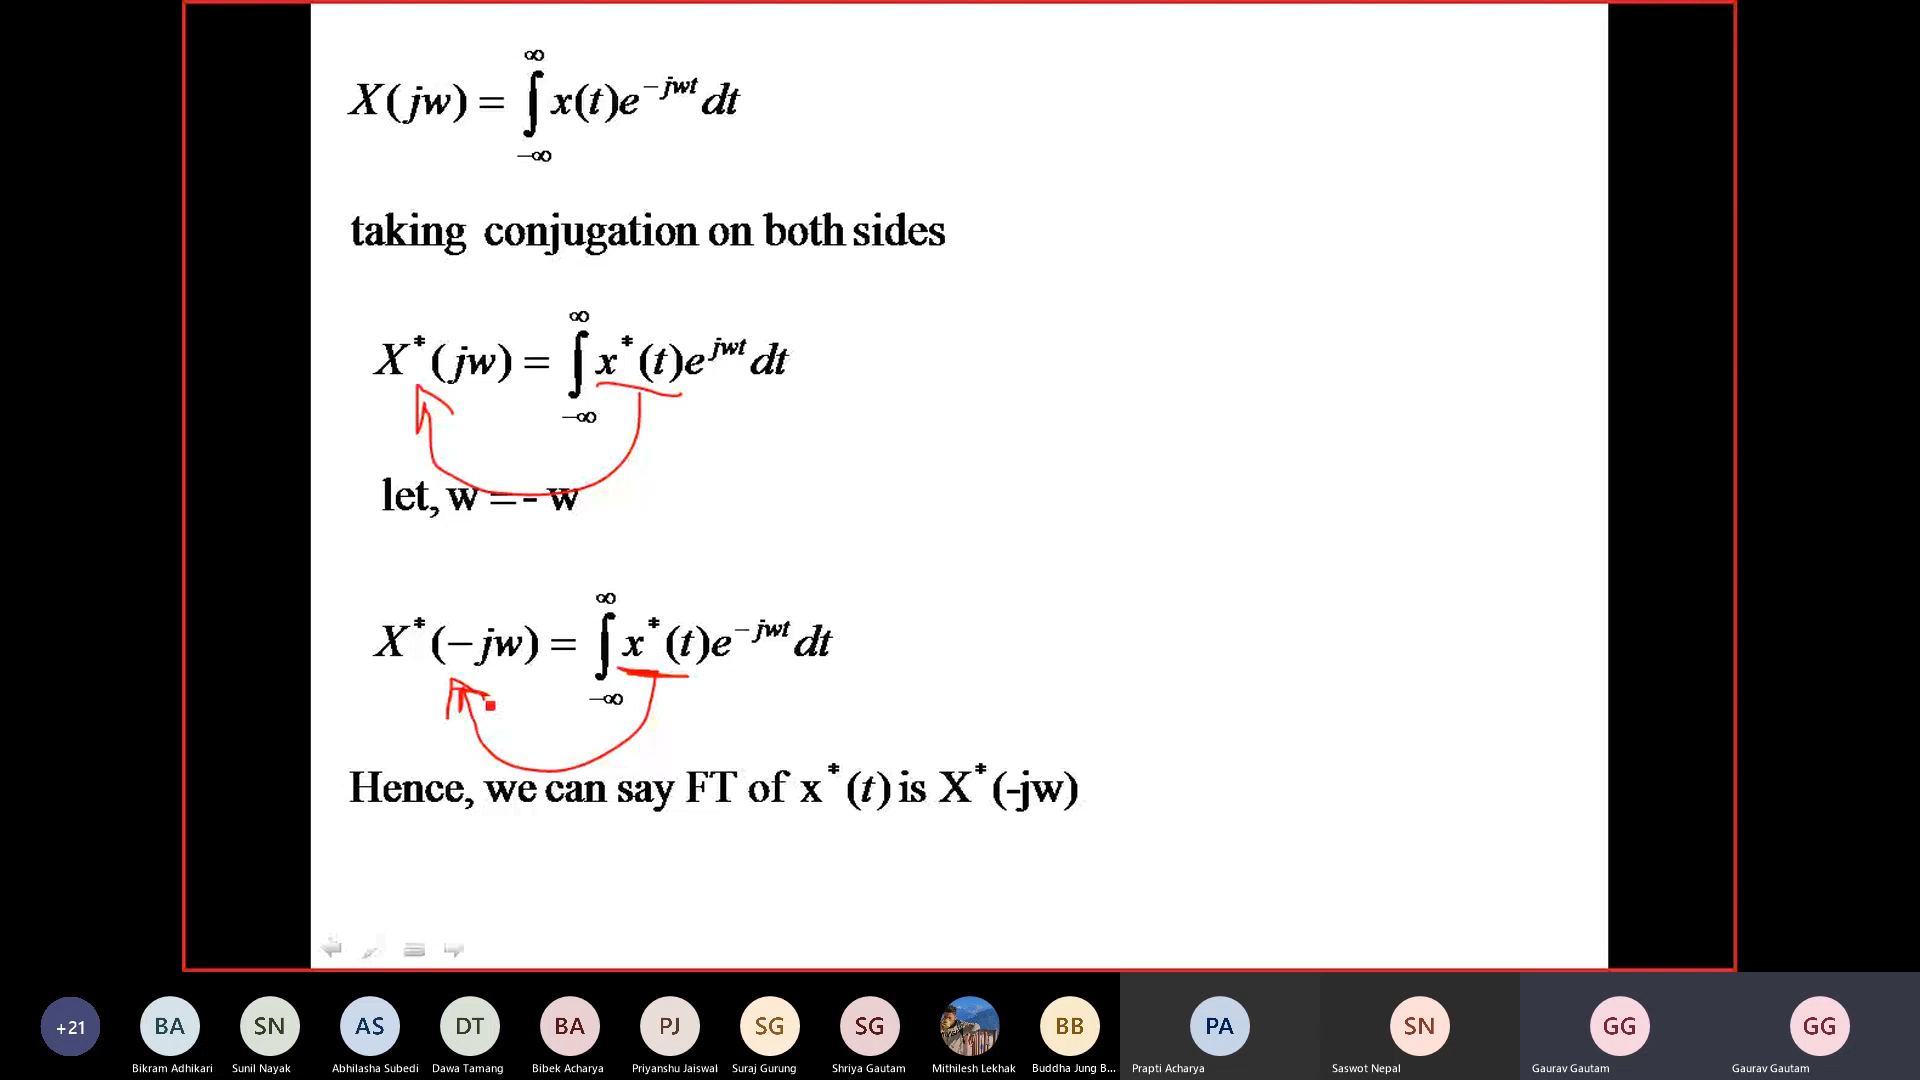 X(jw) = ∫_{-∞}^{∞} x(t)e^{-jwt} dt
taking conjugation on both sides
X*(jw) = ∫_{-∞}^{∞} x*(t)e^{jwt} dt
let, w = - w
X*(-jw) = ∫_{-∞}^{∞} x*(t)e^{-jwt} dt
Hence, we can say FT of x*(t) is X*(-jw)
+21 BA SN AS DT BA PJ SG SG BB PA SN GG GG
Bikram Adhikari Sunil Nayak Abhilasha Subedi Dawa Tamang Bibek Acharya Priyanshu Jaiswal Suraj Gurung Shriya Gautam Mithilesh Lekhak Buddha Jung B... Prapti Acharya Saswot Nepal Gaurav Gautam Gaurav Gautam